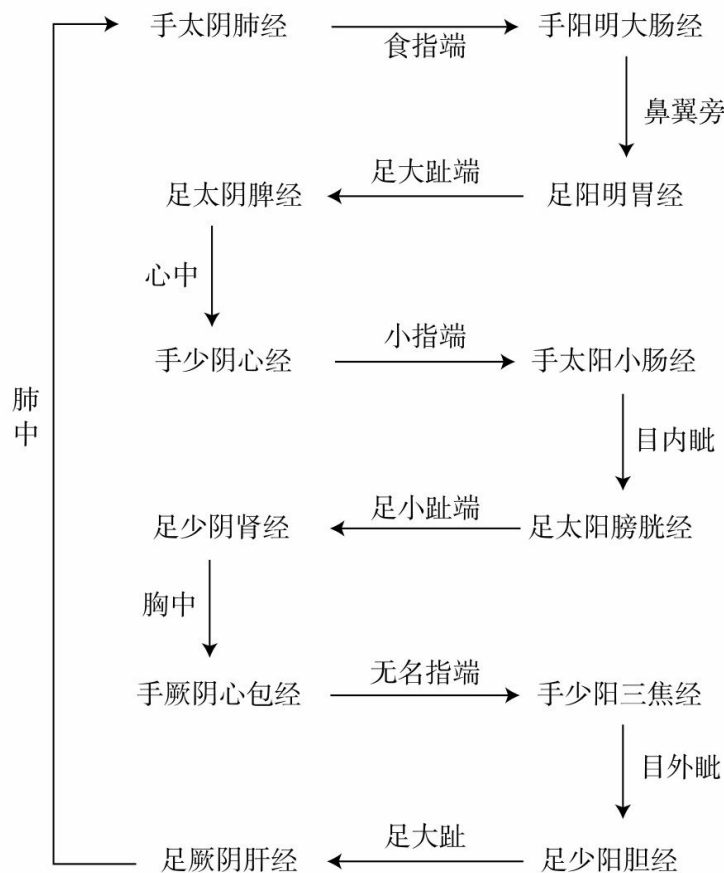 手太阴肺经
食指端
手阳明大肠经
鼻翼旁
足太阴脾经
足大趾端
足阳明胃经
心中
手少阴心经
小指端
手太阳小肠经
肺中
目内眦
足少阴肾经
足小趾端
足太阳膀胱经
胸中
手厥阴心包经
无名指端
手少阳三焦经
目外眦
足厥阴肝经
足大趾
足少阳胆经